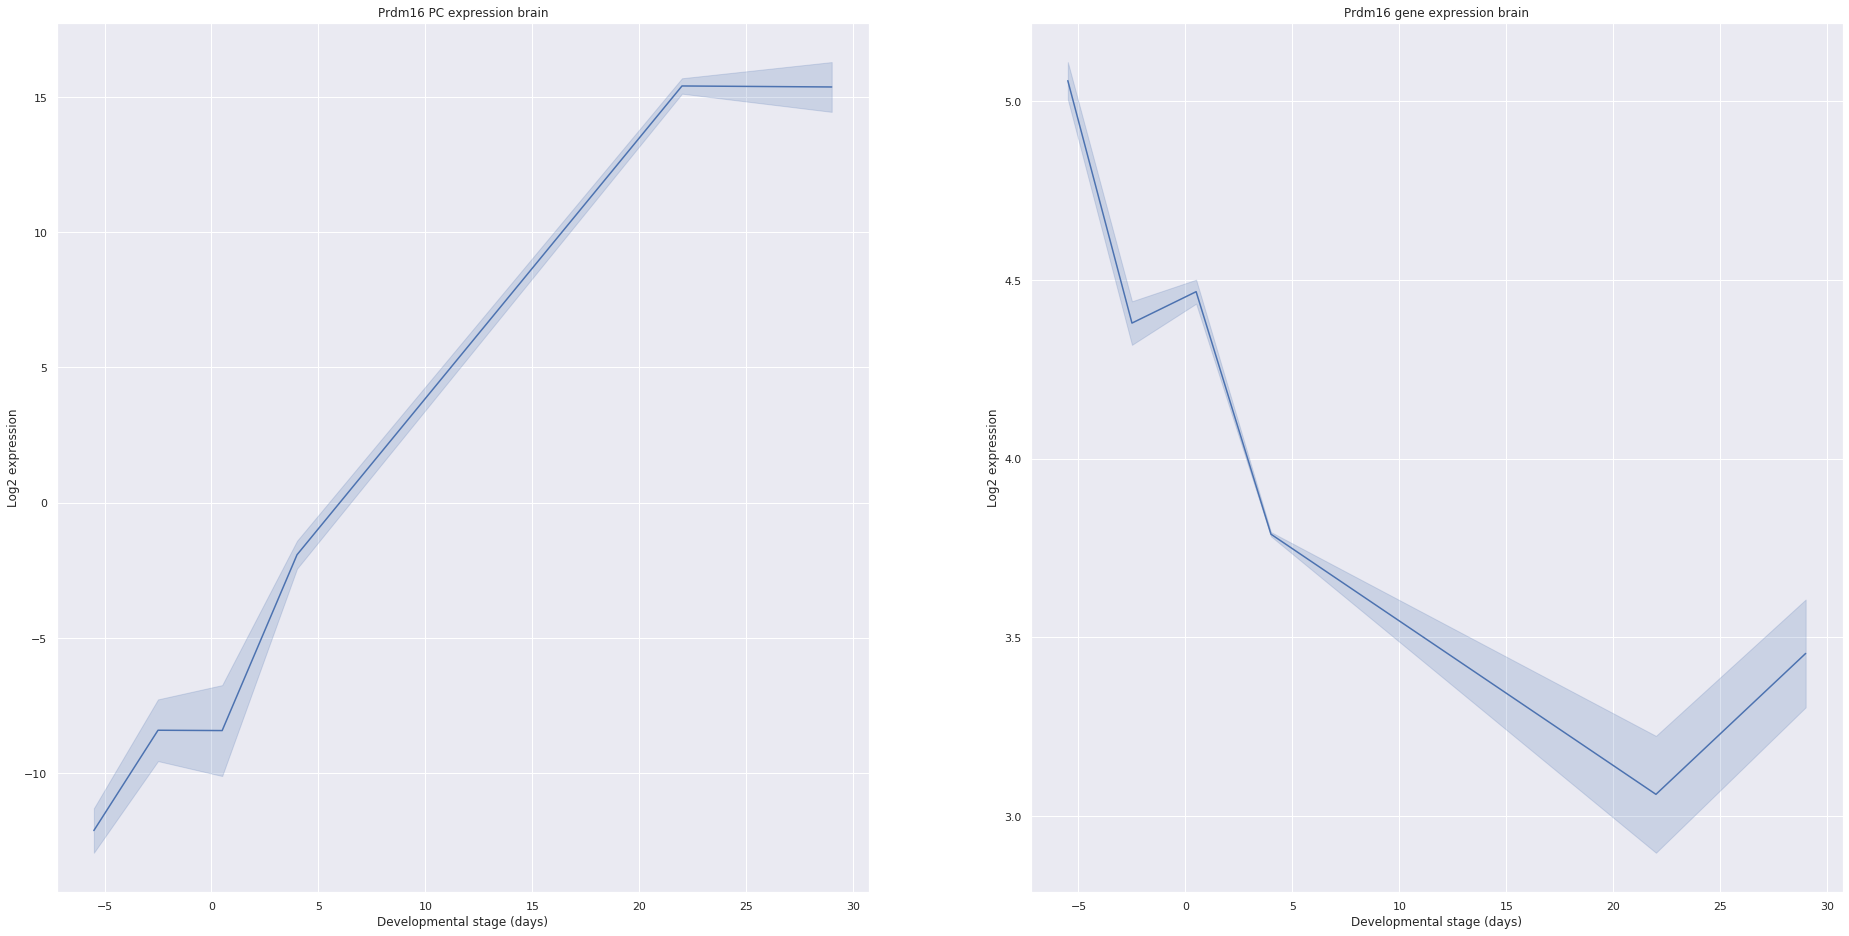 Prdm16 PC expression brain
15
10
5
0
−5
−10
Log2 expression
−5 0 5 10 15 20 25 30
Developmental stage (days)
Prdm16 gene expression brain
5.0
4.5
4.0
3.5
3.0
Log2 expression
−5 0 5 10 15 20 25 30
Developmental stage (days)